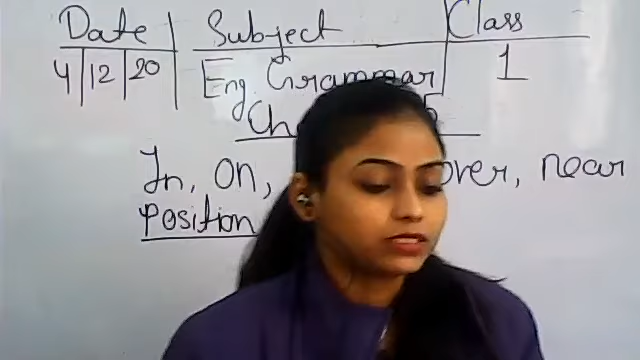 Date Subject Class
4 12 20 Eng. Grammar 1
In, on, over, near
Position